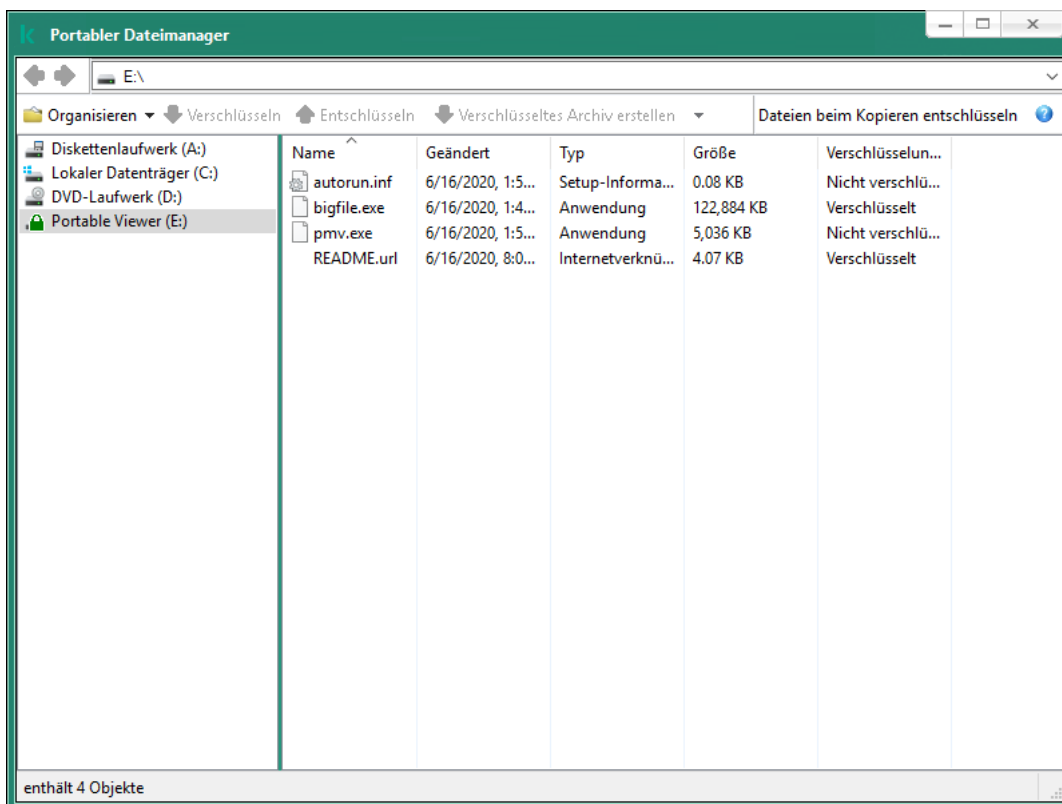 Portabler Dateimanager
E:\
Organisieren Verschlüsseln Entschlüsseln Verschlüsseltes Archiv erstellen Dateien beim Kopieren entschlüsseln
Diskettenlaufwerk (A:)
Lokaler Datenträger (C:)
DVD-Laufwerk (D:)
Portable Viewer (E:)
Name Geändert Typ Größe Verschlüsselun...
autorun.inf 6/16/2020, 1:5... Setup-Informa... 0.08 KB Nicht verschlü...
bigfile.exe 6/16/2020, 1:4... Anwendung 122,884 KB Verschlüsselt
pmv.exe 6/16/2020, 1:5... Anwendung 5,036 KB Nicht verschlü...
README.url 6/16/2020, 8:0... Internetverknü... 4.07 KB Verschlüsselt
enthält 4 Objekte